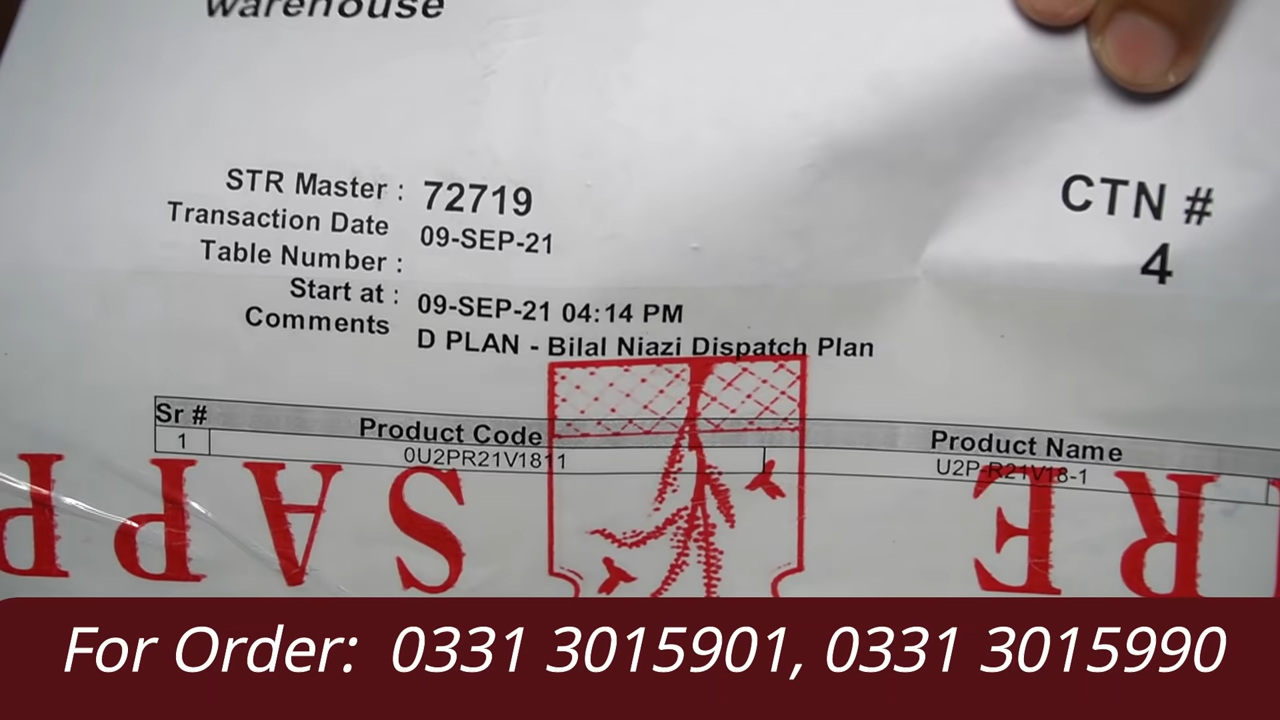 warehouse
STR Master : 72719
CTN #
4
Transaction Date 09-SEP-21
Table Number :
Start at : 09-SEP-21 04:14 PM
Comments D PLAN - Bilal Niazi Dispatch Plan
Sr # Product Code Product Name
1 0U2PR21V1811 U2P-R21V18-1
SAPP
RE
For Order: 0331 3015901, 0331 3015990